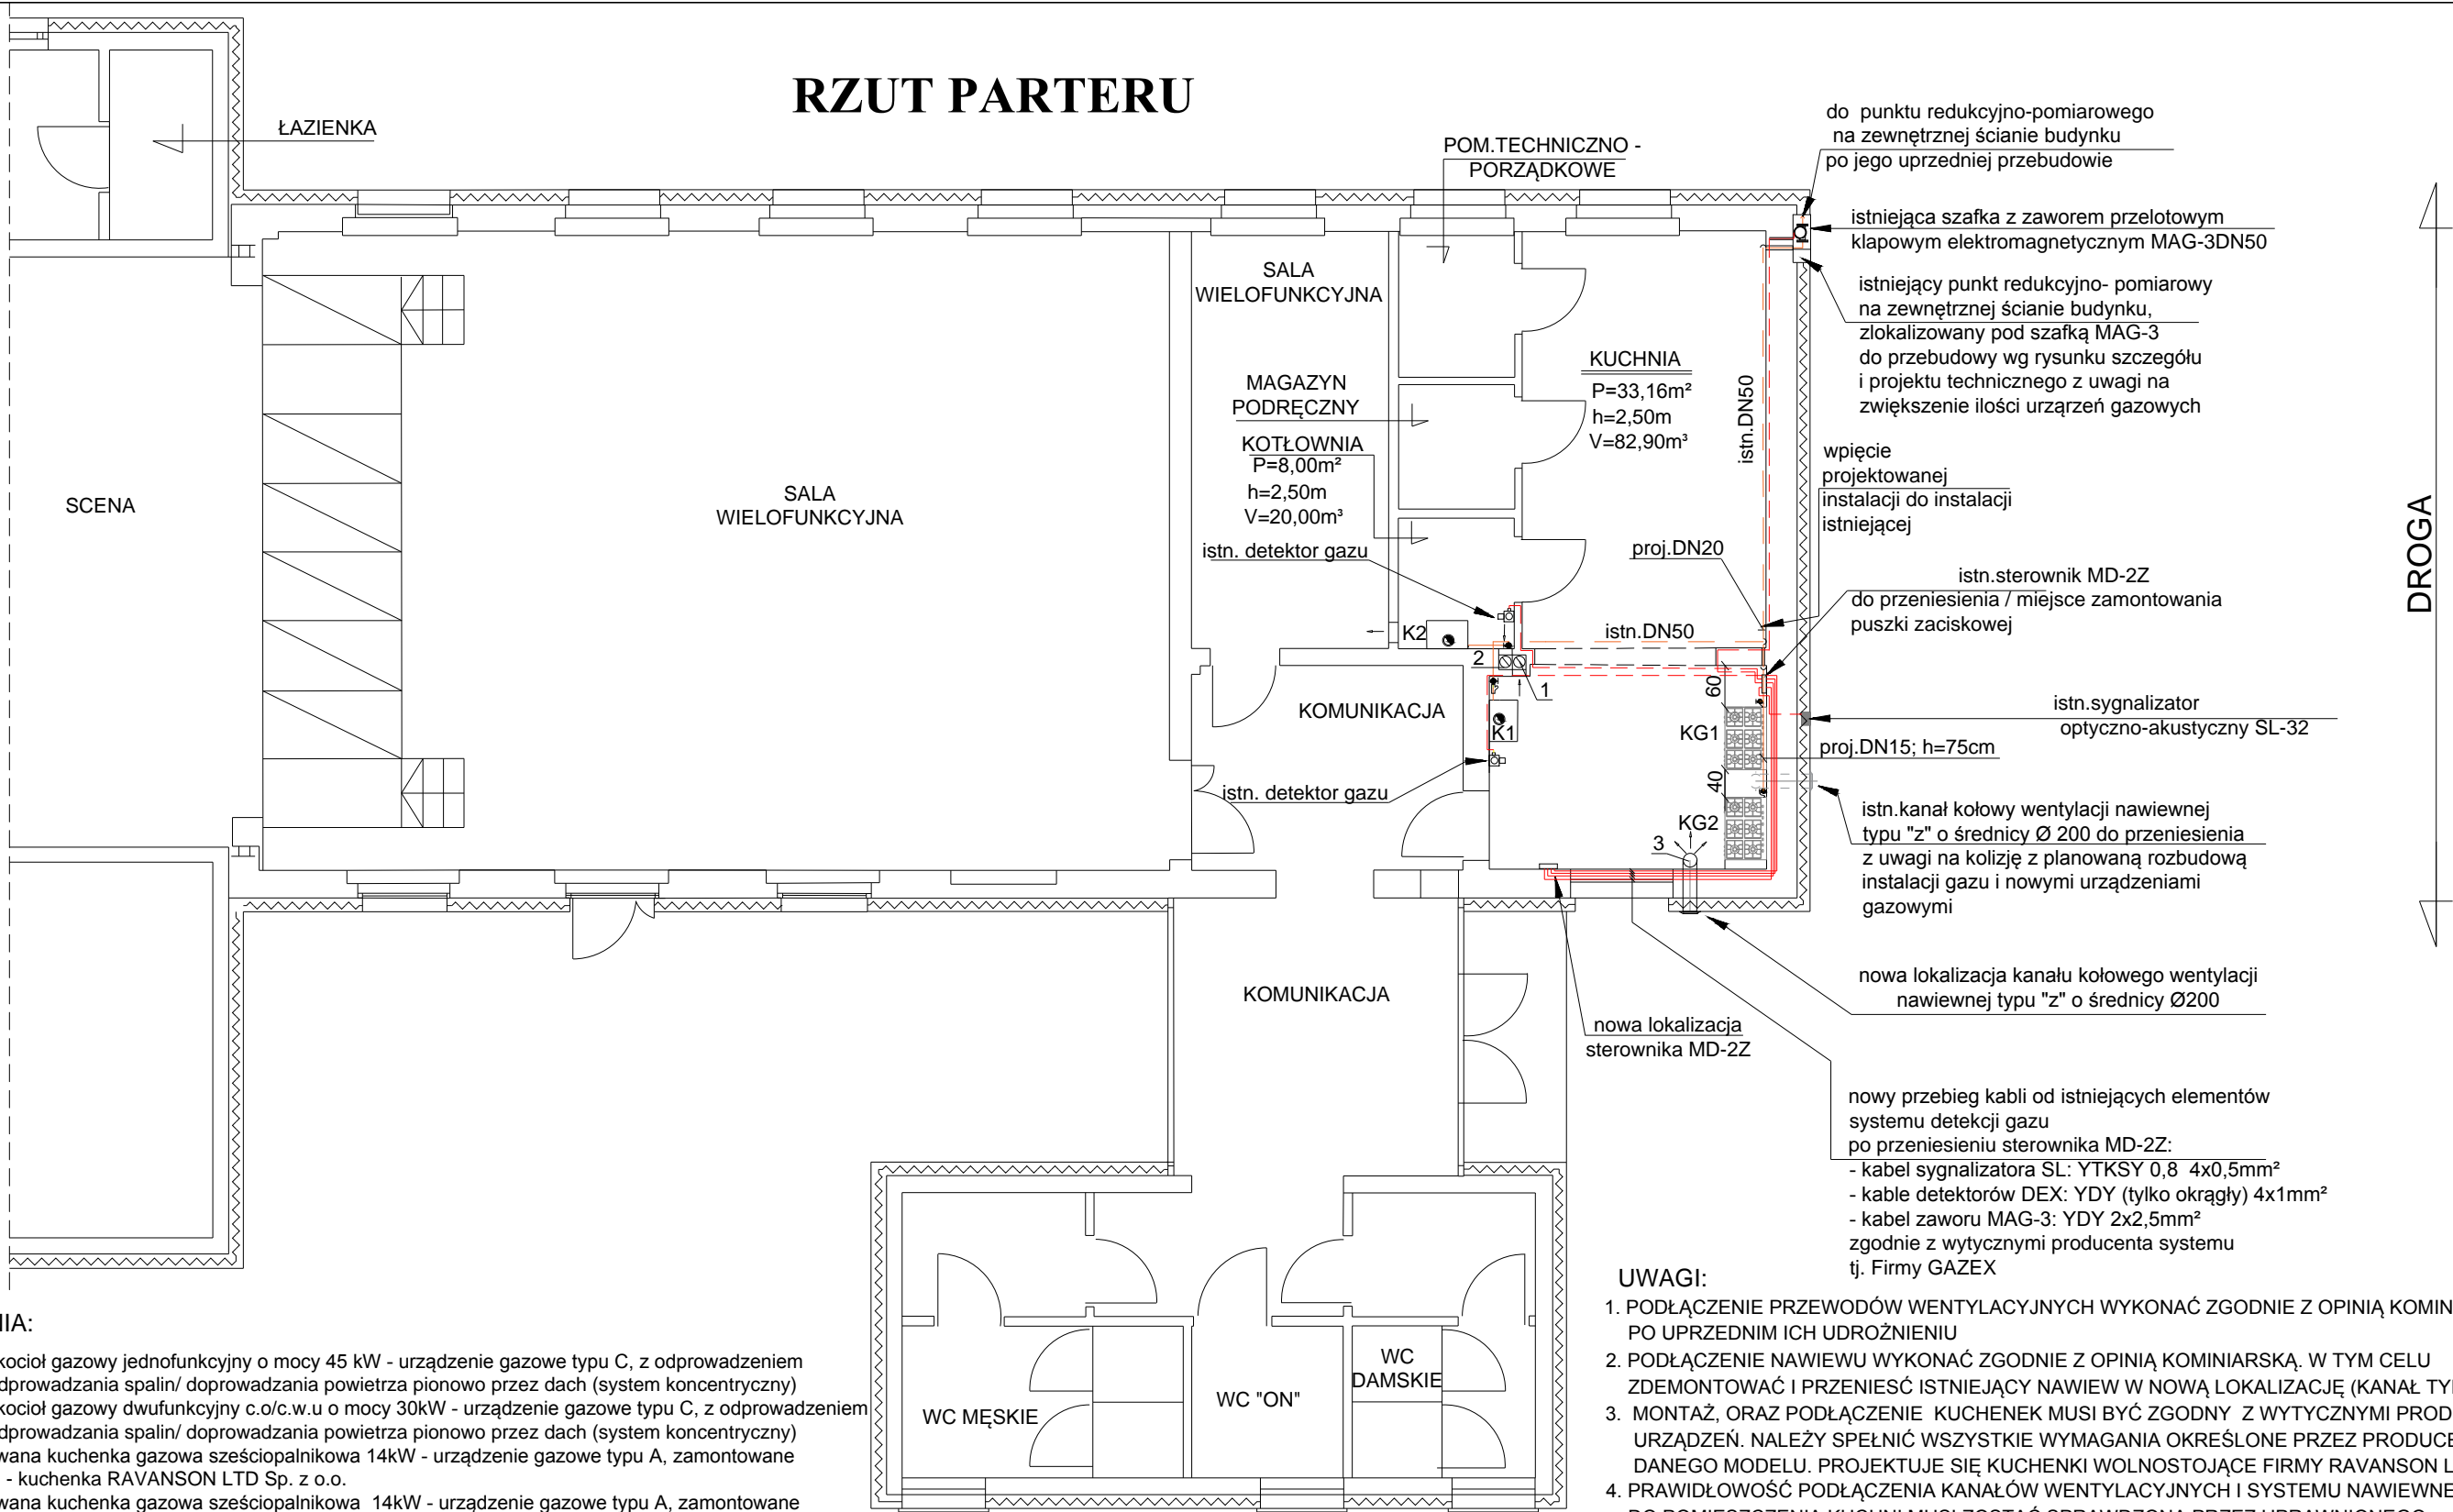 RZUT PARTERU
ŁAZIENKA
SCENA
SALA
WIELOFUNKCYJNA
SALA
WIELOFUNKCYJNA
POM.TECHNICZNO -
PORZĄDKOWE
MAGAZYN
PODRĘCZNY
KOTŁOWNIA
P=8,00m²
h=2,50m
V=20,00m³
istn. detektor gazu
KUCHNIA
P=33,16m²
h=2,50m
V=82,90m³
istn.DN50
proj.DN20
istn.DN50
K2
2
1
K1
KOMUNIKACJA
istn. detektor gazu
60
KG1
40
KG2
3
do punktu redukcyjno-pomiarowego
na zewnętrznej ścianie budynku
po jego uprzedniej przebudowie
istniejąca szafka z zaworem przelotowym
klapowym elektromagnetycznym MAG-3DN50
istniejący punkt redukcyjno- pomiarowy
na zewnętrznej ścianie budynku,
zlokalizowany pod szafką MAG-3
do przebudowy wg rysunku szczegółu
i projektu technicznego z uwagi na
zwiększenie ilości urządzeń gazowych
wpięcie
projektowanej
instalacji do instalacji
istniejącej
istn.sterownik MD-2Z
do przeniesienia / miejsce zamontowania
puszki zaciskowej
istn.sygnalizator
optyczno-akustyczny SL-32
proj.DN15; h=75cm
istn.kanał kołowy wentylacji nawiewnej
typu "z" o średnicy Ø 200 do przeniesienia
z uwagi na kolizję z planowaną rozbudową
instalacji gazu i nowymi urządzeniami
gazowymi
DROGA
nowa lokalizacja kanału kołowego wentylacji
nawiewnej typu "z" o średnicy Ø200
KOMUNIKACJA
nowa lokalizacja
sterownika MD-2Z
nowy przebieg kabli od istniejących elementów
systemu detekcji gazu
po przeniesieniu sterownika MD-2Z:
- kabel sygnalizatora SL: YTKSY 0,8 4x0,5mm²
- kable detektorów DEX: YDY (tylko okrągły) 4x1mm²
- kabel zaworu MAG-3: YDY 2x2,5mm²
zgodnie z wytycznymi producenta systemu
tj. Firmy GAZEX
WC MĘSKIE
WC "ON"
WC
DAMSKIE
NIA:
kocioł gazowy jednofunkcyjny o mocy 45 kW - urządzenie gazowe typu C, z odprowadzeniem
dprowadzania spalin/ doprowadzania powietrza pionowo przez dach (system koncentryczny)
kocioł gazowy dwufunkcyjny c.o/c.w.u o mocy 30kW - urządzenie gazowe typu C, z odprowadzeniem
dprowadzania spalin/ doprowadzania powietrza pionowo przez dach (system koncentryczny)
wana kuchenka gazowa sześciopalnikowa 14kW - urządzenie gazowe typu A, zamontowane
- kuchenka RAVANSON LTD Sp. z o.o.
wana kuchenka gazowa sześciopalnikowa 14kW - urządzenie gazowe typu A, zamontowane
UWAGI:
1. PODŁĄCZENIE PRZEWODÓW WENTYLACYJNYCH WYKONAĆ ZGODNIE Z OPINIĄ KOMIN
PO UPRZEDNIM ICH UDROŻNIENIU
2. PODŁĄCZENIE NAWIEWU WYKONAĆ ZGODNIE Z OPINIĄ KOMINIARSKĄ. W TYM CELU
ZDEMONTOWAĆ I PRZENIESĆ ISTNIEJĄCY NAWIEW W NOWĄ LOKALIZACJĘ (KANAŁ TY
3. MONTAŻ, ORAZ PODŁĄCZENIE KUCHENEK MUSI BYĆ ZGODNY Z WYTYCZNYMI PROD
URZĄDZEŃ. NALEŻY SPEŁNIĆ WSZYSTKIE WYMAGANIA OKREŚLONE PRZEZ PRODUCE
DANEGO MODELU. PROJEKTUJE SIĘ KUCHENKI WOLNOSTOJĄCE FIRMY RAVANSON L
4. PRAWIDŁOWOŚĆ PODŁĄCZENIA KANAŁÓW WENTYLACYJNYCH I SYSTEMU NAWIEWNE